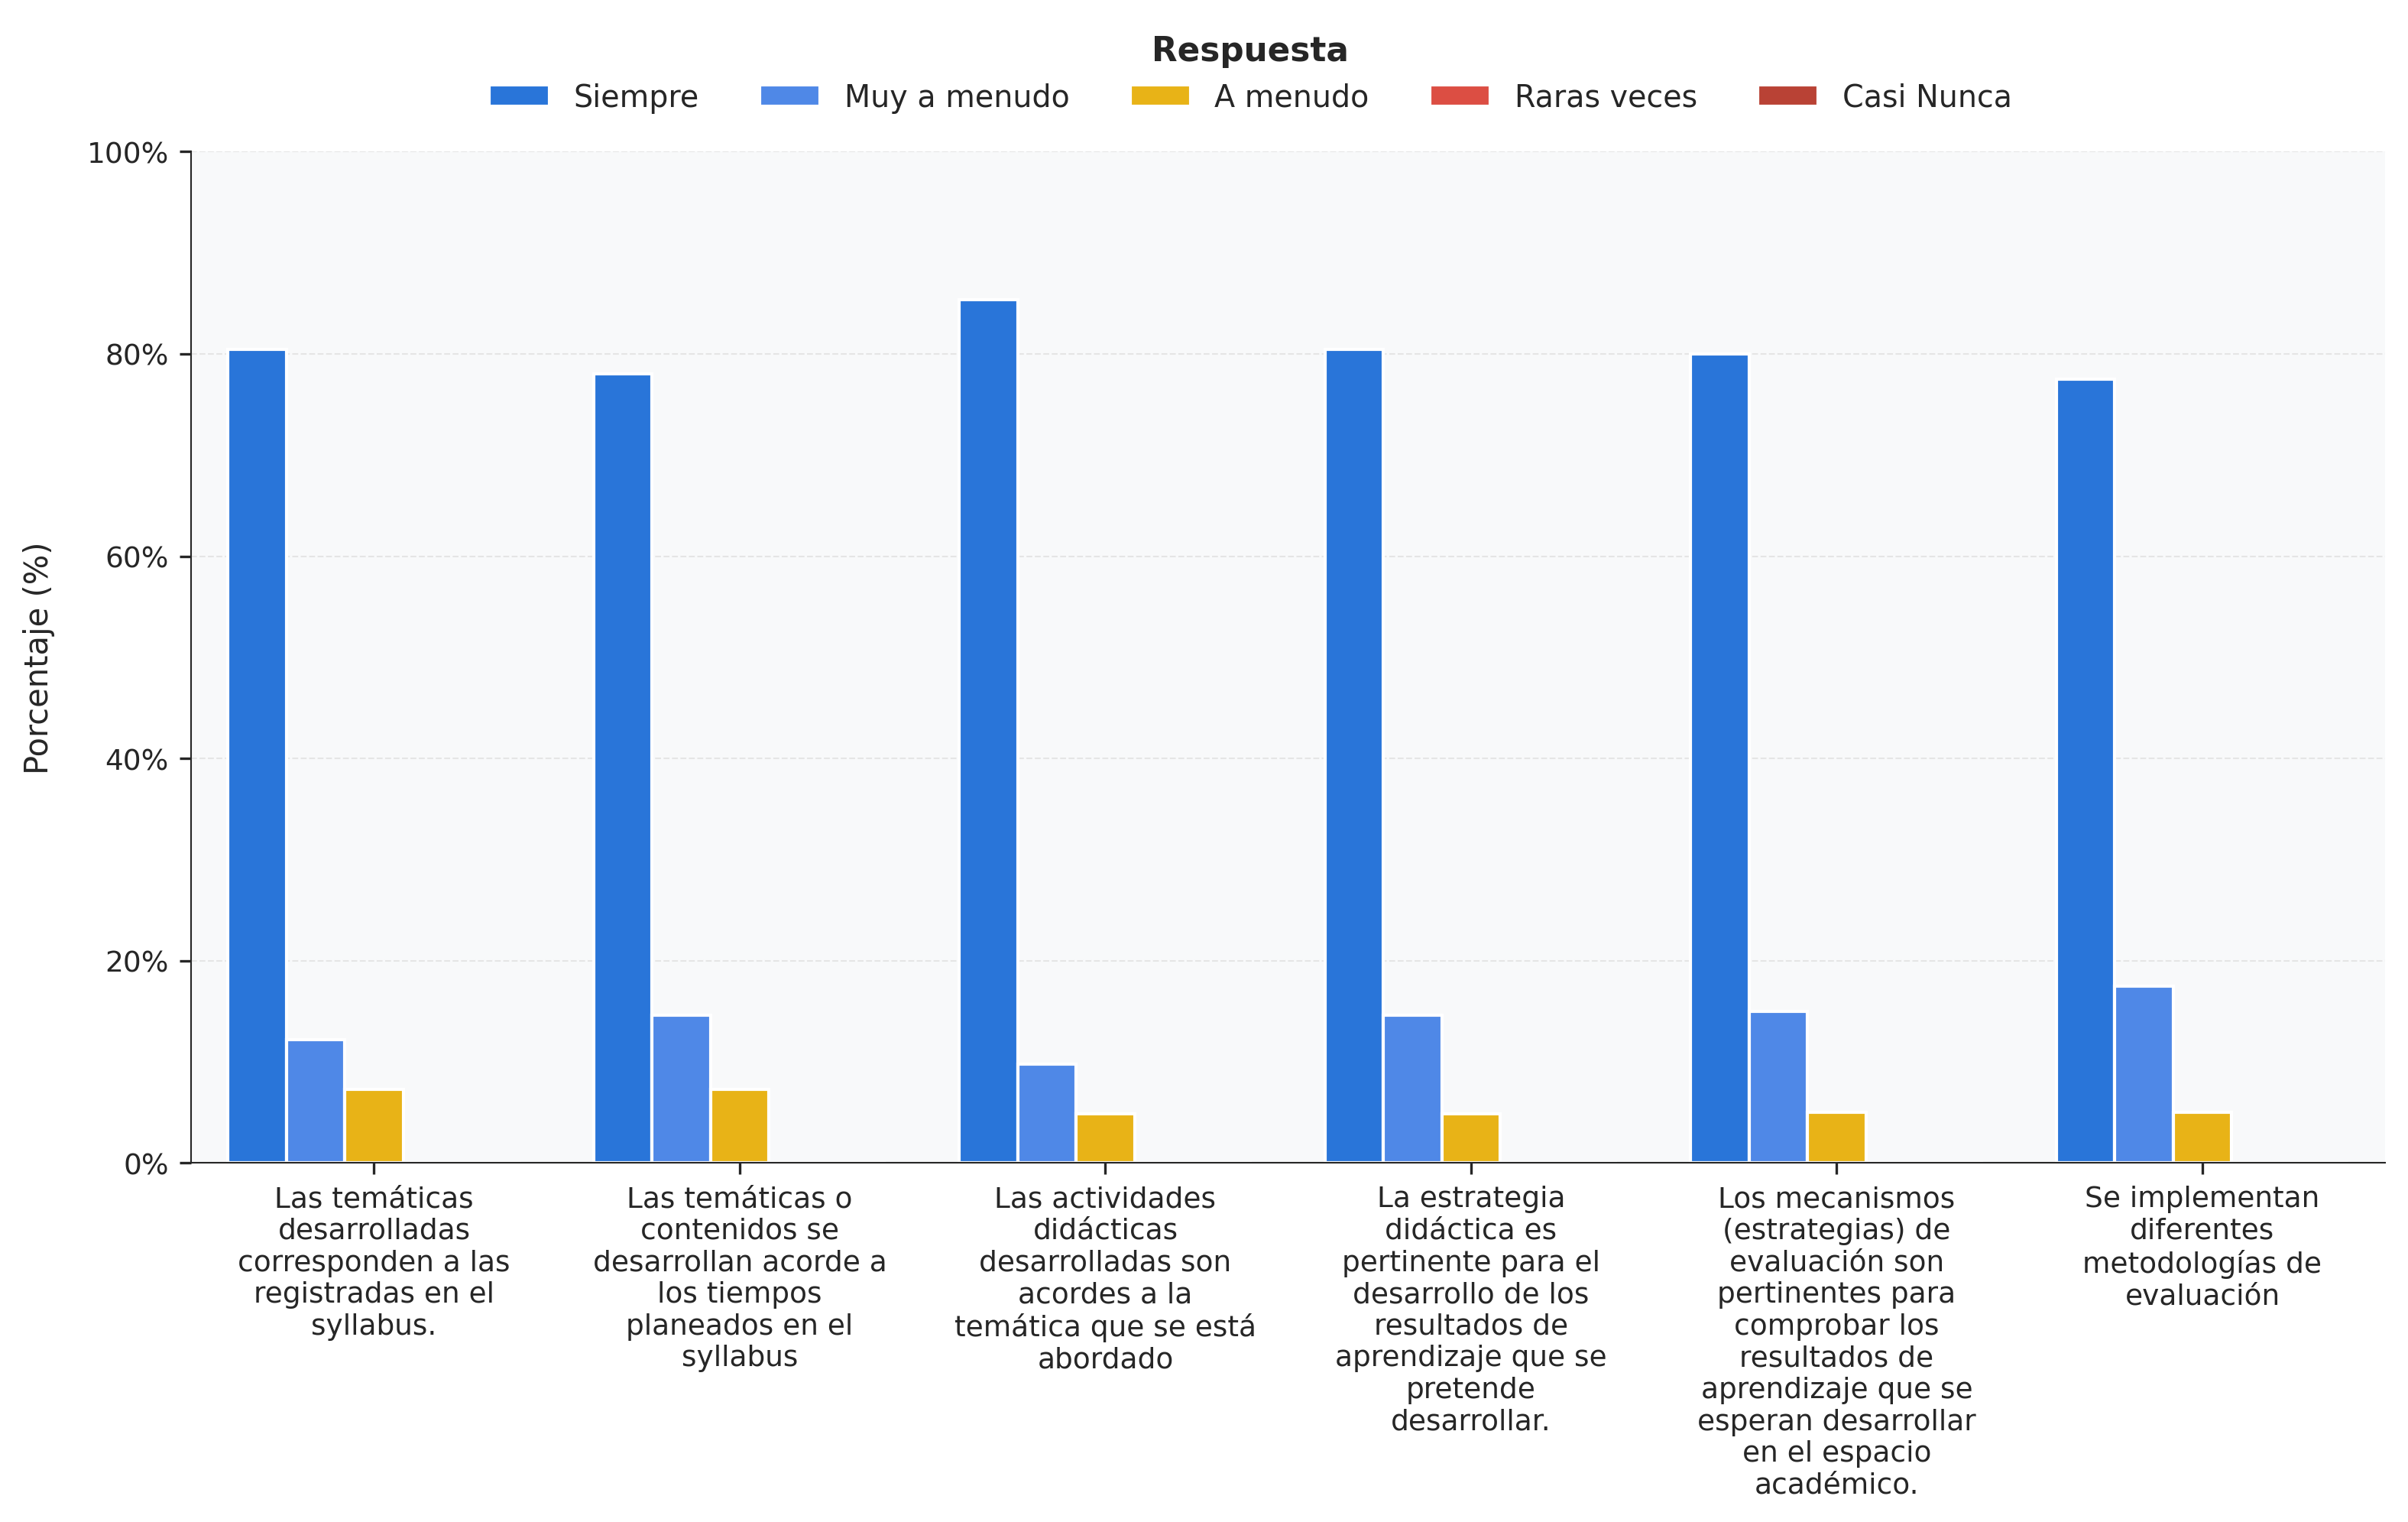 Respuesta
Siempre
Muy a menudo
A menudo
Raras veces
Casi Nunca
Porcentaje (%)
100%
80%
60%
40%
20%
0%
Las temáticas
desarrolladas
corresponden a las
registradas en el
syllabus.
Las temáticas o
contenidos se
desarrollan acorde a
los tiempos
planeados en el
syllabus
Las actividades
didácticas
desarrolladas son
acordes a la
temática que se está
abordado
La estrategia
didáctica es
pertinente para el
desarrollo de los
resultados de
aprendizaje que se
pretende
desarrollar.
Los mecanismos
(estrategias) de
evaluación son
pertinentes para
comprobar los
resultados de
aprendizaje que se
esperan desarrollar
en el espacio
académico.
Se implementan
diferentes
metodologías de
evaluación